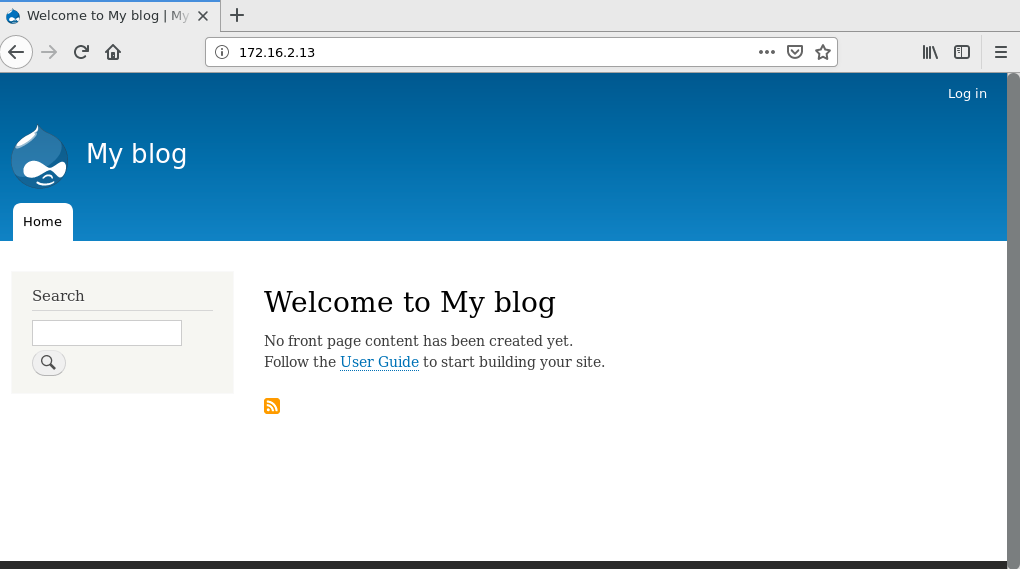 Welcome to My blog | My
172.16.2.13
Log in
My blog
Home
Search
Welcome to My blog
No front page content has been created yet.
Follow the User Guide to start building your site.